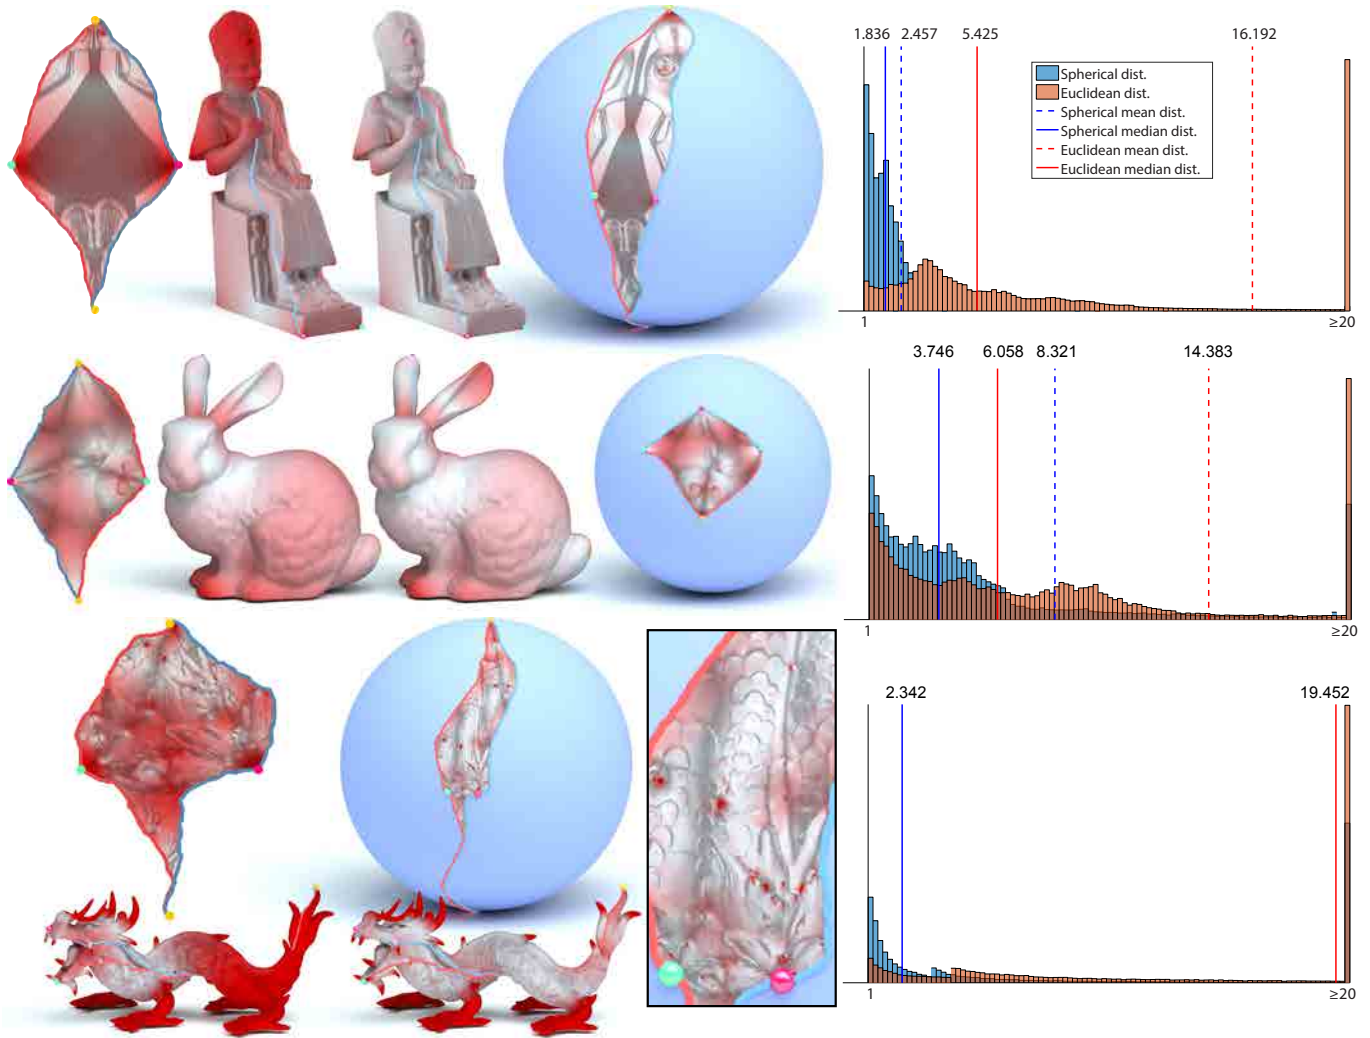 1.836 2.457 5.425 16.192
Spherical dist.
Euclidean dist.
Spherical mean dist.
Spherical median dist.
Euclidean mean dist.
Euclidean median dist.
1 ≥20
3.746 6.058 8.321 14.383
1 ≥20
2.342 19.452
1 ≥20